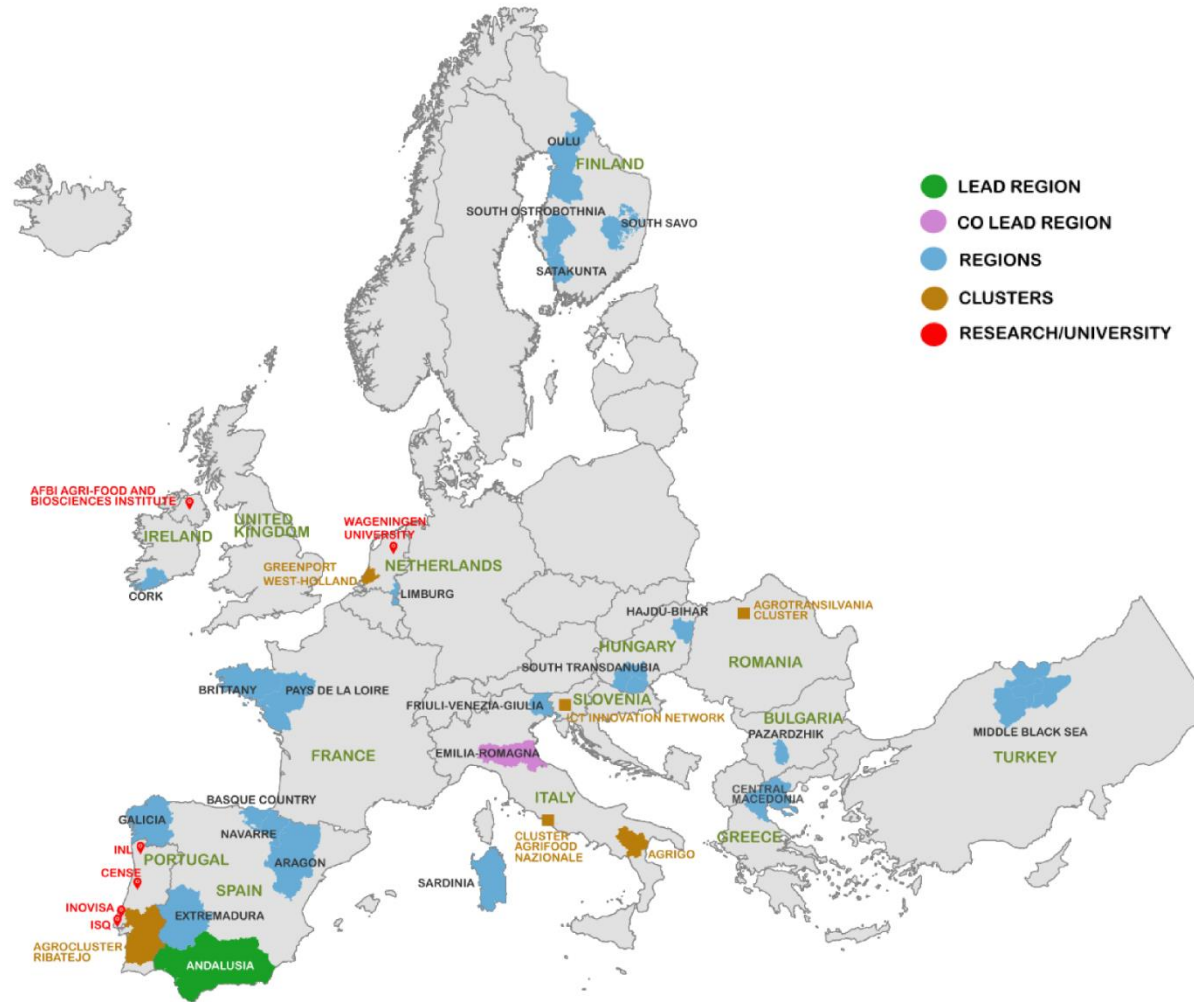 OULU
FINLAND
SOUTH OSTROBOTHNIA
SOUTH SAVO
SATAKUNTA
LEAD REGION
CO LEAD REGION
REGIONS
CLUSTERS
RESEARCH/UNIVERSITY
AFBI AGRI-FOOD AND
BIOSCIENCES INSTITUTE
IRELAND
UNITED
KINGDOM
CORK
WAGENINGEN
UNIVERSITY
NETHERLANDS
GREENPORT
WEST-HOLLAND
LIMBURG
HAJDÚ-BIHAR
AGROTRANSILVANIA
CLUSTER
HUNGARY
ROMANIA
SOUTH TRANSDANUBIA
BRITTANY
PAYS DE LA LOIRE
FRIULI-VENEZIA-GIULIA
SLOVENIA
ICT INNOVATION NETWORK
BULGARIA
PAZARDZHIK
MIDDLE BLACK SEA
TURKEY
FRANCE
EMILIA-ROMAGNA
ITALY
CENTRAL
MACEDONIA
GREECE
BASQUE COUNTRY
GALICIA
NAVARRE
ARAGON
INL
PORTUGAL
CENSE
SPAIN
CLUSTER
AGRIFOOD
NAZIONALE
AGRIGO
SARDINIA
INOVISA
ISQ
EXTREMADURA
AGROCLUSTER
RIBATEJO
ANDALUSIA